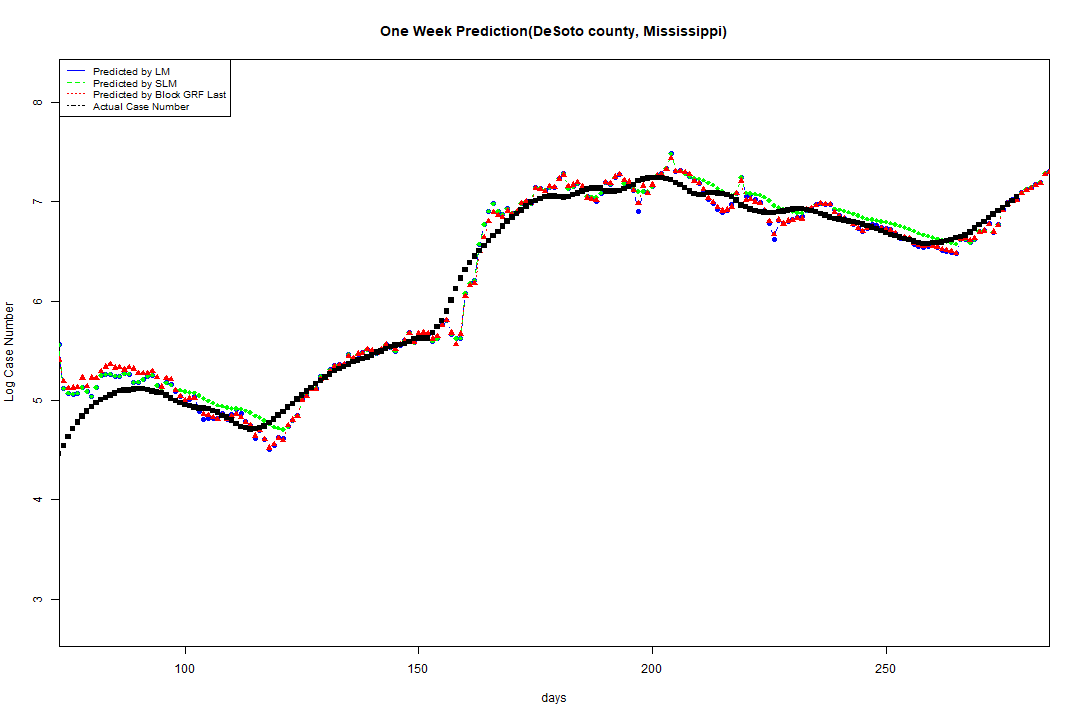 One Week Prediction(DeSoto county, Mississippi)
Predicted by LM
Predicted by SLM
Predicted by Block GRF Last
Actual Case Number
Log Case Number
8
7
6
5
4
3
100 150 200 250
days